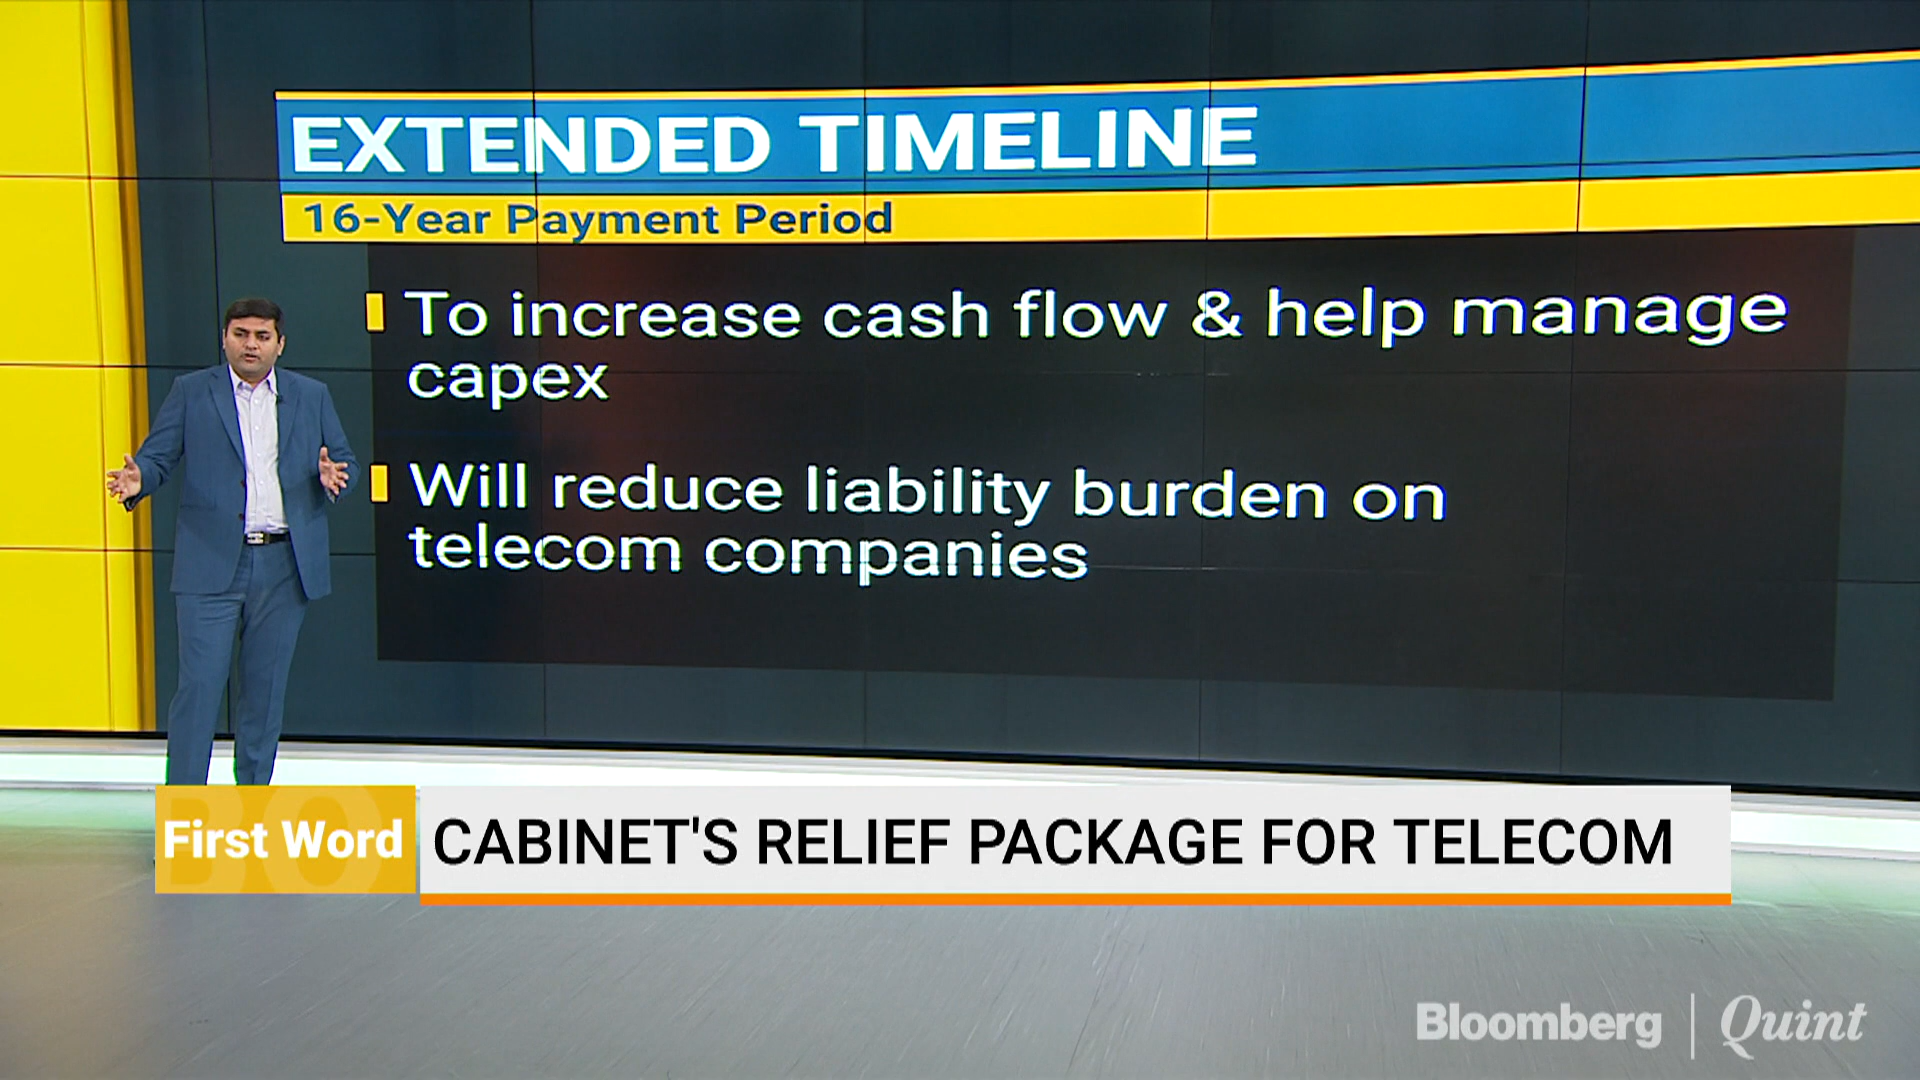 EXTENDED TIMELINE
16-Year Payment Period
To increase cash flow & help manage
capex
Will reduce liability burden on
telecom companies
First Word
CABINET'S RELIEF PACKAGE FOR TELECOM
Bloomberg | Quint